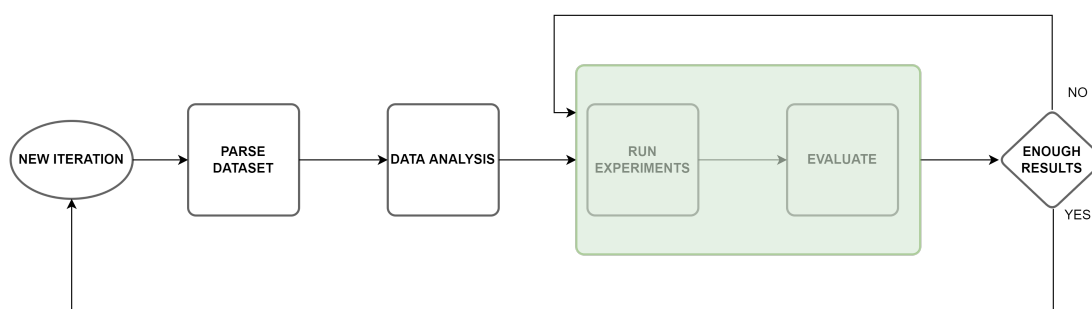 NEW ITERATION
PARSE
DATASET
DATA ANALYSIS
RUN
EXPERIMENTS
EVALUATE
NO
ENOUGH
RESULTS
YES